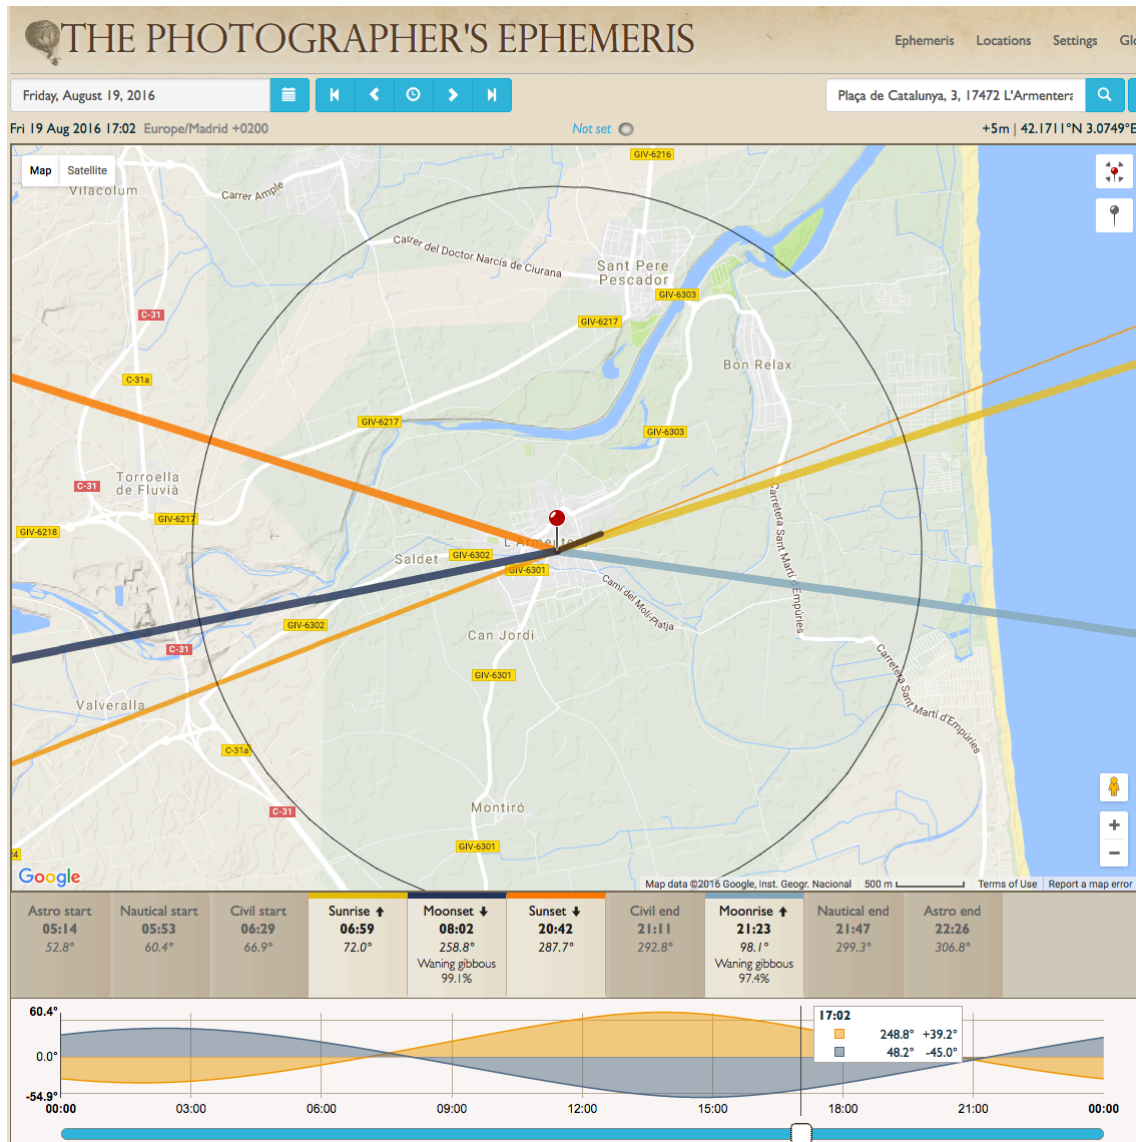 THE PHOTOGRAPHER'S EPHEMERIS
Ephemeris Locations Settings
Friday, August 19, 2016
Plaça de Catalunya, 3, 17472 L'Armentera
Fri 19 Aug 2016 17:02 Europe/Madrid +0200
Not set
+5m | 42.1711°N 3.0749°E
Map Satellite
GIV-6216
Vilacolum
Carrer Ample
Carrer del Doctor Narcís de Ciurana
Sant Pere
Pescador
GIV-6303
C-31
GIV-6217
Bon Relax
C-31a
GIV-6217
GIV-6303
Torroella
de Fluvià
C-31
GIV-6217
Carretera Sant Martí d'Empúries
GIV-6218
L'Armentera
Saldet
GIV-6302
GIV-6301
Camí del Molí-Platja
GIV-6302
Can Jordi
C-31
Carretera Sant Martí d'Empúries
GIV-6301
Valveralla
C-31a
Montiró
C-31
GIV-6301
Google
Map data ©2016 Google, Inst. Geogr. Nacional 500 m Terms of Use Report a map error
Astro start
05:14
52.8°
Nautical start
05:53
60.4°
Civil start
06:29
66.9°
Sunrise
06:59
72.0°
Moonset
08:02
258.8°
Waning gibbous
99.1%
Sunset
20:42
287.7°
Civil end
21:11
292.8°
Moonrise
21:23
98.1°
Waning gibbous
97.4%
Nautical end
21:47
299.3°
Astro end
22:26
306.8°
60.4°
0.0°
-54.9°
17:02
248.8° +39.2°
48.2° -45.0°
00:00 03:00 06:00 09:00 12:00 15:00 18:00 21:00 00:00